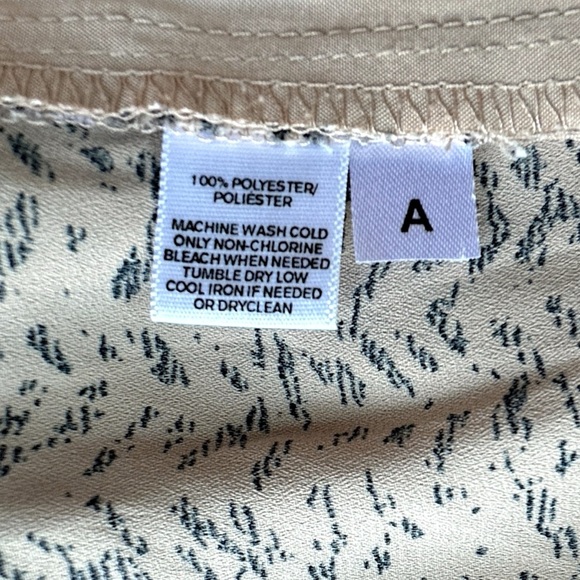 100% POLYESTER/
POLIÉSTER
MACHINE WASH COLD
ONLY NON-CHLORINE
BLEACH WHEN NEEDED
TUMBLE DRY LOW
COOL IRON IF NEEDED
OR DRYCLEAN
A